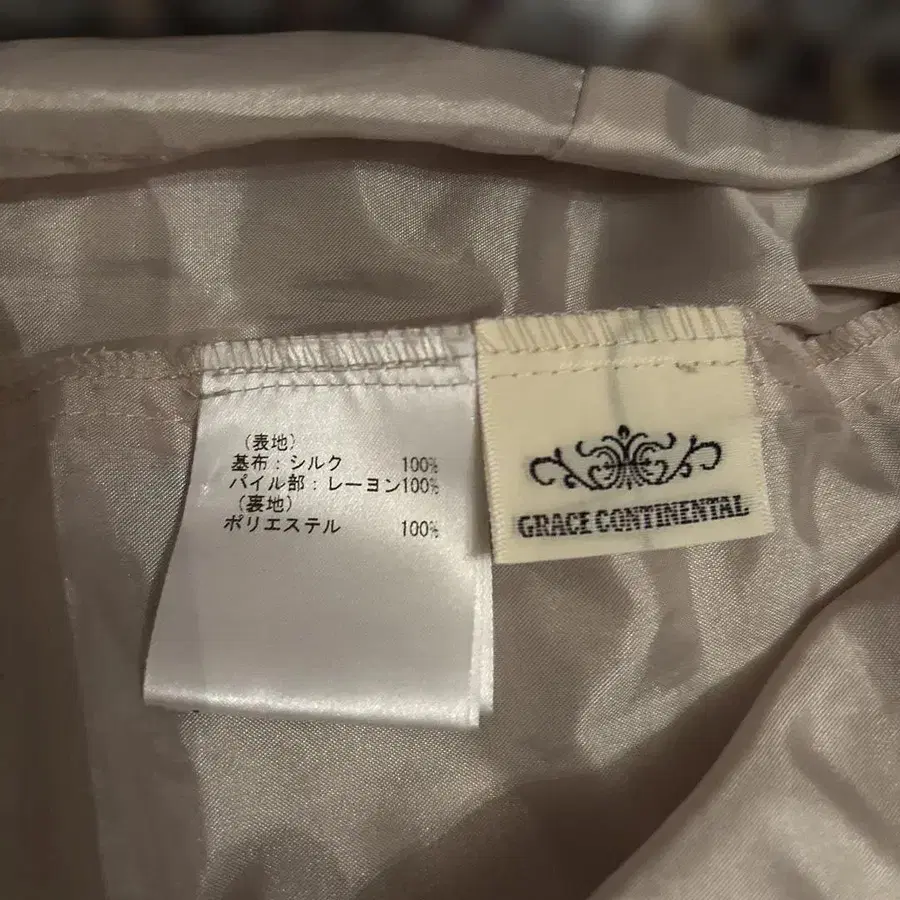 (表地)
基布:シルク 100%
パイル部:レーヨン100%
(裏地)
ポリエステル 100%
GRACE CONTINENTAL